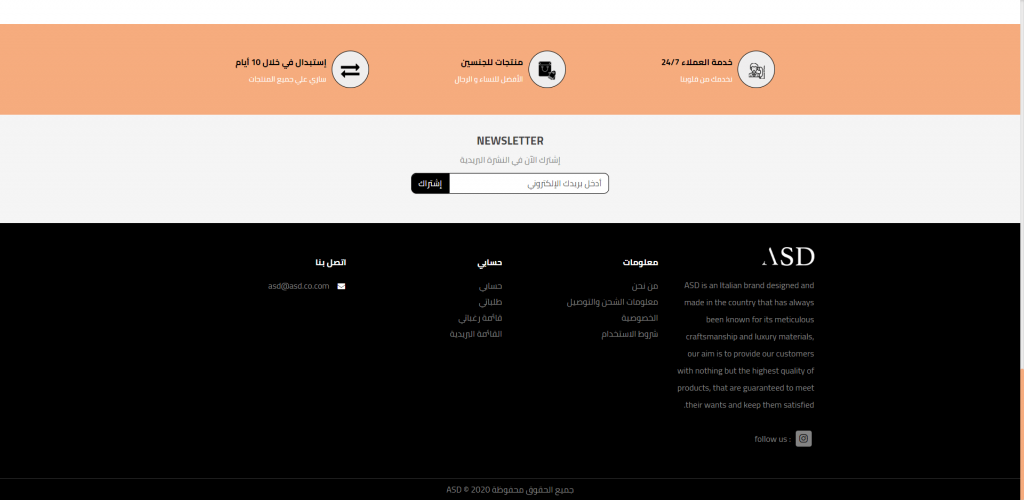 خدمة العملاء 24/7
نخدمك من قلوبنا
منتجات للجنسين
الأفضل للنساء و الرجال
إستبدال في خلال 10 أيام
ساري علي جميع المنتجات
NEWSLETTER
إشترك الآن في النشرة البريدية
أدخل بريدك الإلكتروني
إشتراك
ASD
ASD is an Italian brand designed and
made in the country that has always
been known for its meticulous
craftsmanship and luxury materials,
our aim is to provide our customers
with nothing but the highest quality of
products, that are guaranteed to meet
.their wants and keep them satisfied
follow us :
معلومات
من نحن
معلومات الشحن والتوصيل
الخصوصية
شروط الاستخدام
حسابي
حسابي
طلباتي
قائمة رغباتي
القائمة البريدية
اتصل بنا
asd@asd.co.com
جميع الحقوق محفوظة ASD © 2020